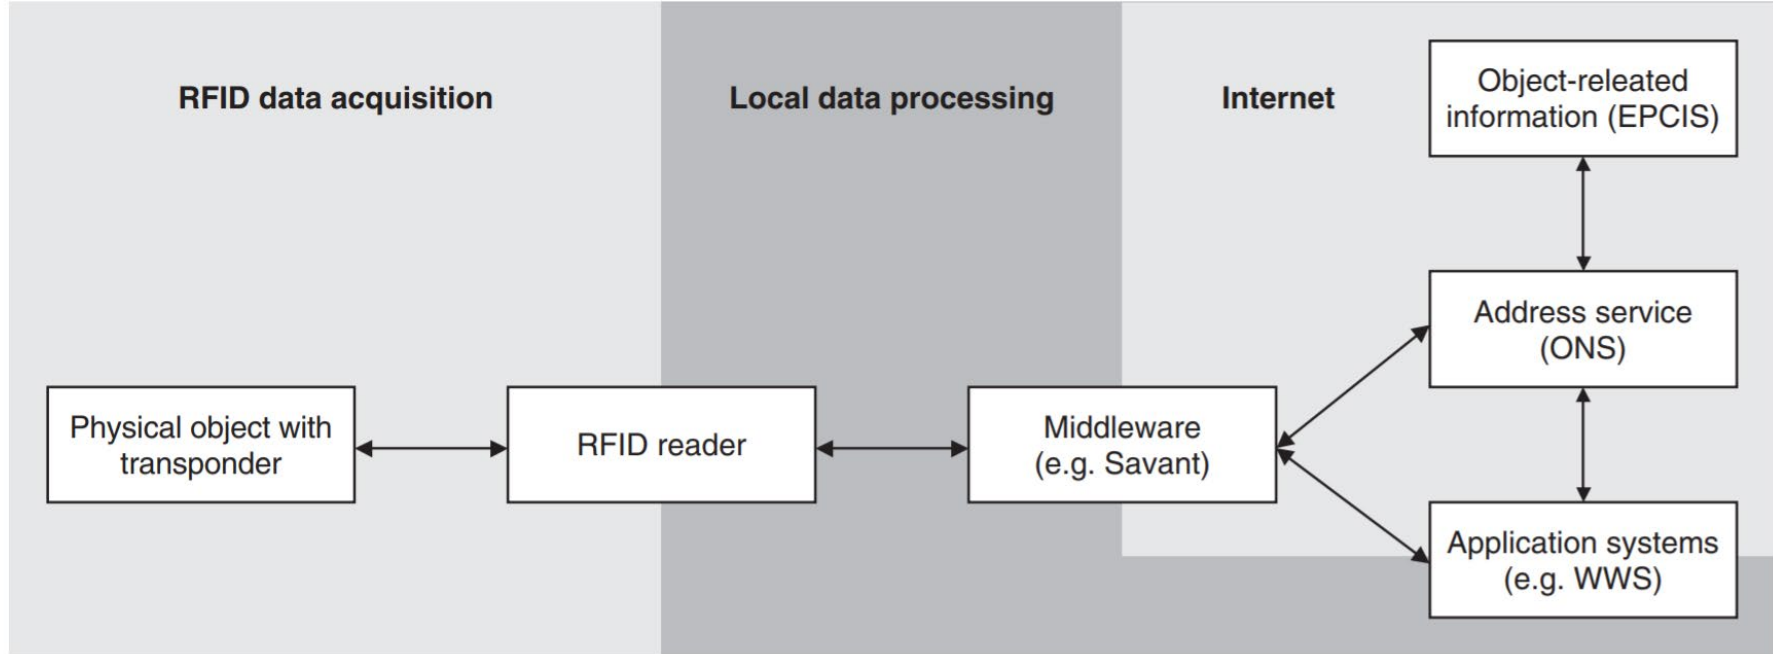 RFID data acquisition
Local data processing
Internet
Object-releated
information (EPCIS)
Address service
(ONS)
Physical object with
transponder
RFID reader
Middleware
(e.g. Savant)
Application systems
(e.g. WWS)